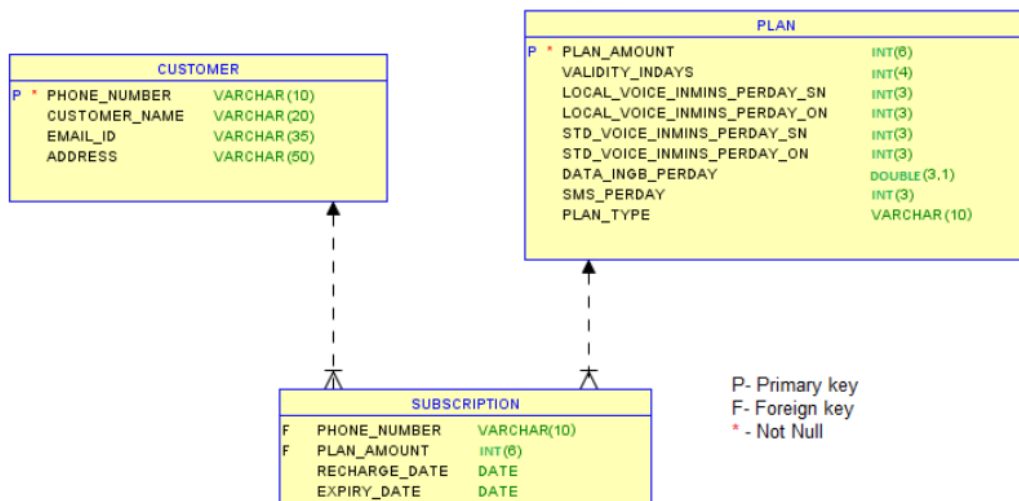 CUSTOMER
P * PHONE_NUMBER VARCHAR(10)
CUSTOMER_NAME VARCHAR(20)
EMAIL_ID VARCHAR(35)
ADDRESS VARCHAR(50)
PLAN
P * PLAN_AMOUNT INT(6)
VALIDITY_INDAYS INT(4)
LOCAL_VOICE_INMINS_PERDAY_SN INT(3)
LOCAL_VOICE_INMINS_PERDAY_ON INT(3)
STD_VOICE_INMINS_PERDAY_SN INT(3)
STD_VOICE_INMINS_PERDAY_ON INT(3)
DATA_INGB_PERDAY DOUBLE(3,1)
SMS_PERDAY INT(3)
PLAN_TYPE VARCHAR(10)
SUBSCRIPTION
F PHONE_NUMBER VARCHAR(10)
F PLAN_AMOUNT INT(6)
RECHARGE_DATE DATE
EXPIRY_DATE DATE
P- Primary key
F- Foreign key
* - Not Null